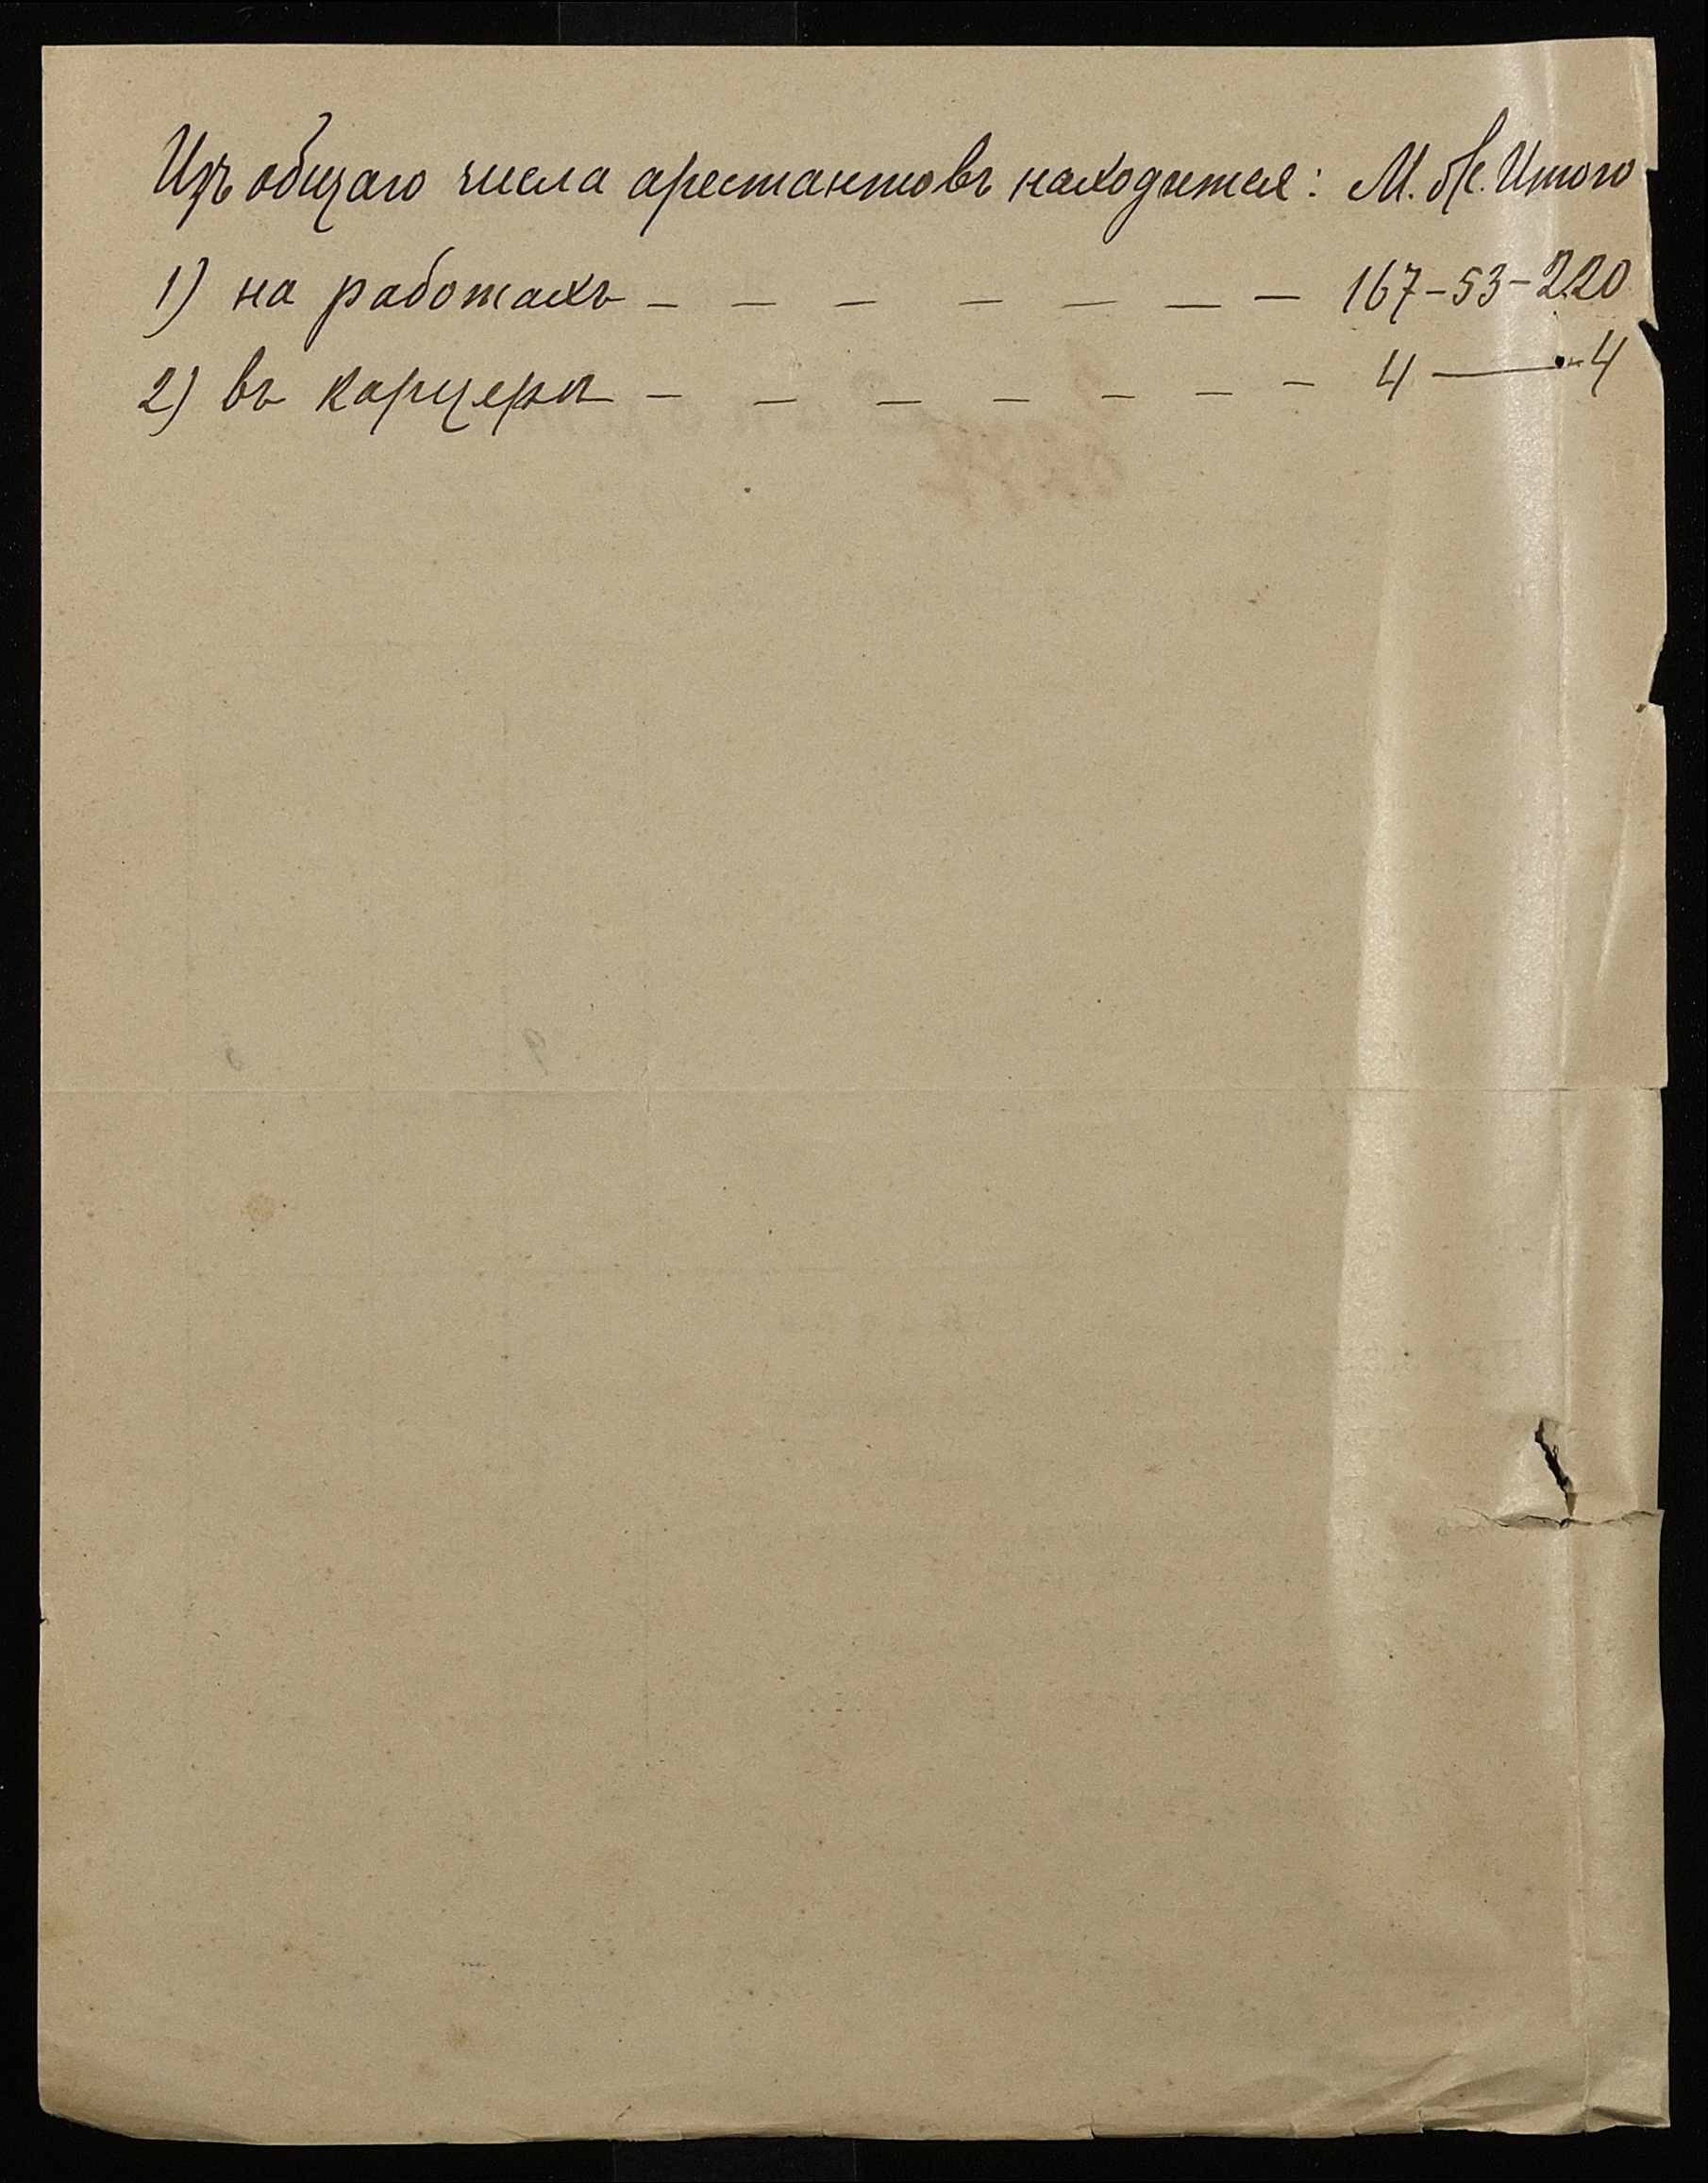 Изъ общаго числа арестантовъ находится: М. Ж. Итого
1) на работахъ – – – – – – – 167–53–220
2) въ карцерѣ – – – – – – – 4 —— 4